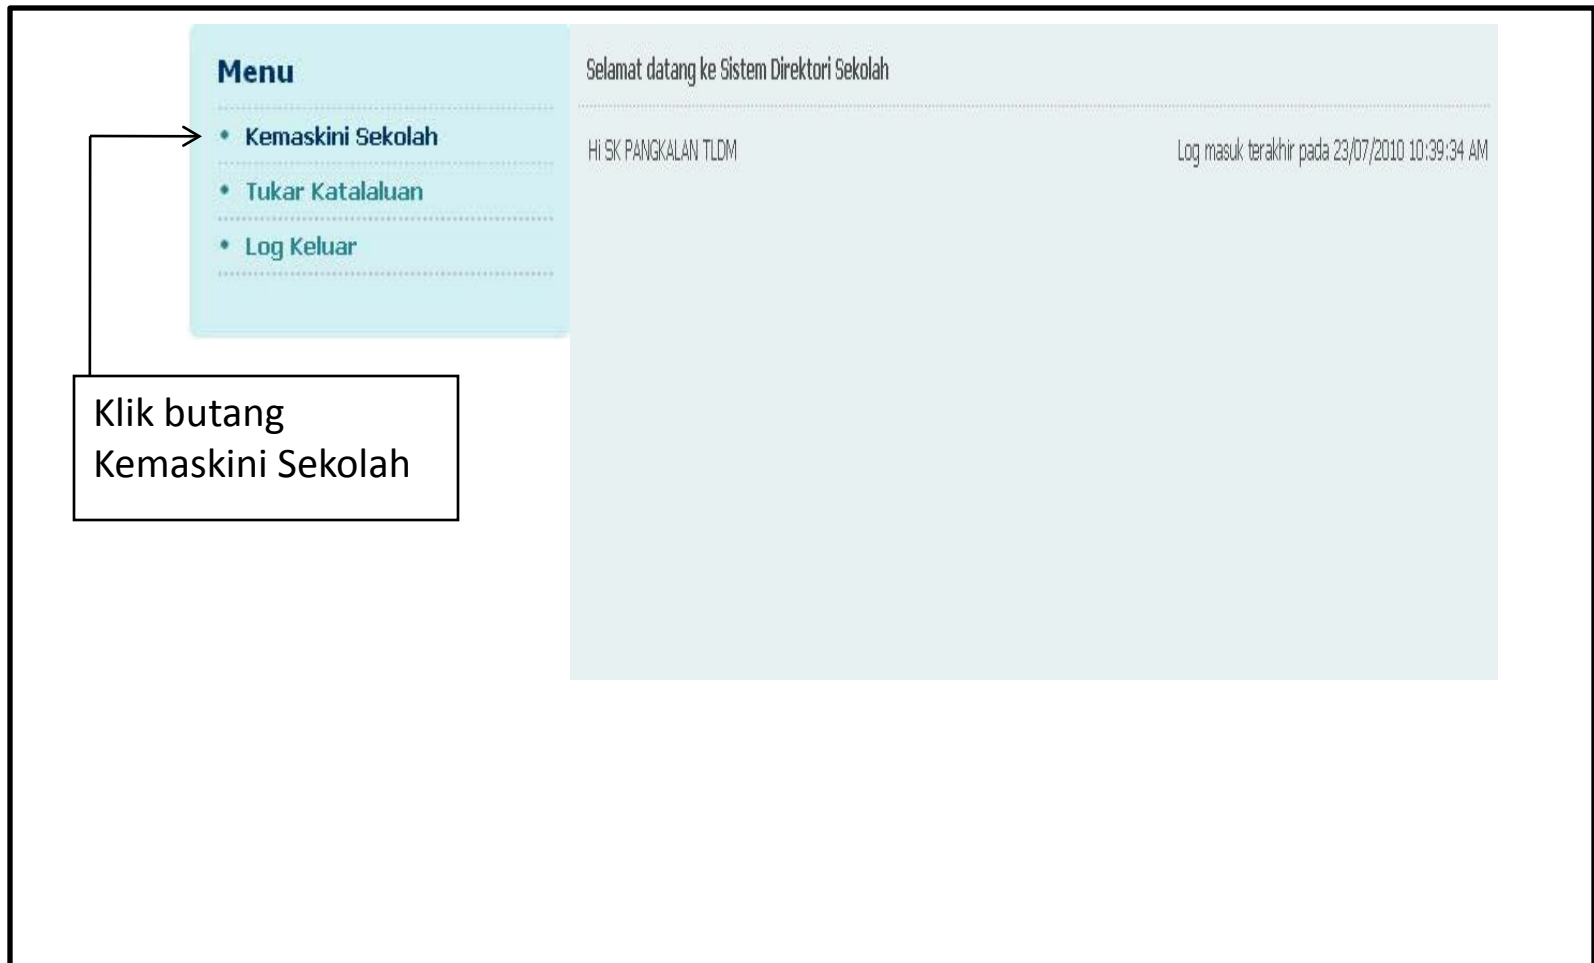 Menu
Kemaskini Sekolah
Tukar Katalaluan
Log Keluar
Selamat datang ke Sistem Direktori Sekolah
Hi SK PANGKALAN TLDM
Log masuk terakhir pada 23/07/2010 10:39:34 AM
Klik butang
Kemaskini Sekolah